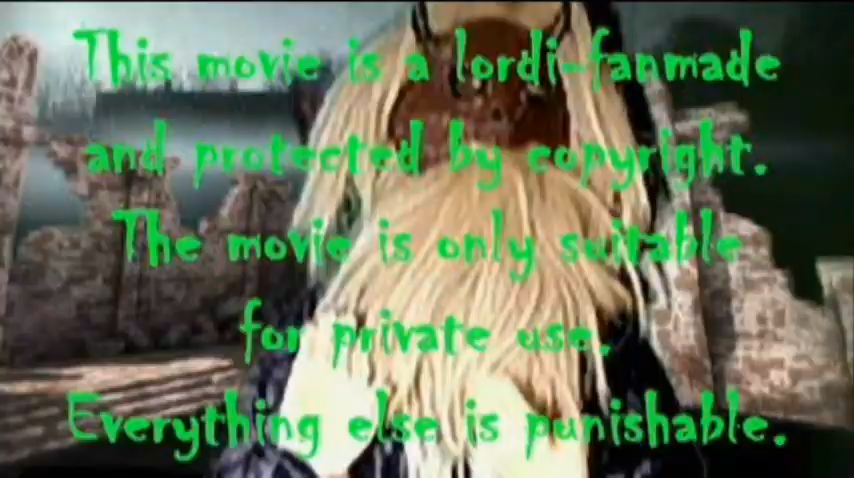 This movie is a lordi-fanmade
and protected by copyright.
The movie is only suitable
for private use.
Everything else is punishable.